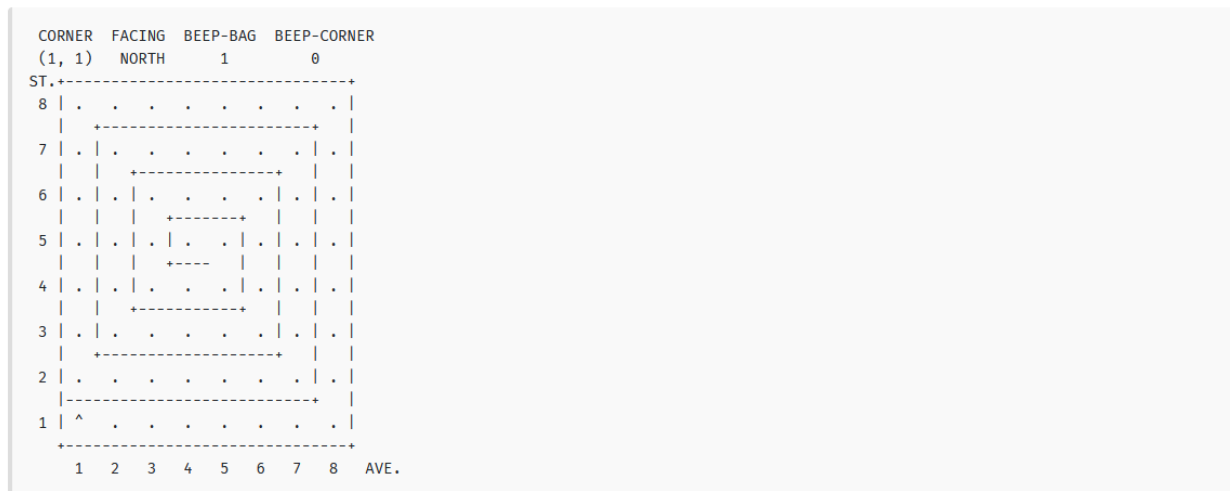 CORNER  FACING  BEEP-BAG  BEEP-CORNER
(1, 1)   NORTH      1         0
ST.+-------------------------------+
 8 | .   .   .   .   .   .   .   . |
   |   +-----------------------+   |
 7 | . | .   .   .   .   .   . | . |
   |   |   +---------------+   |   |
 6 | . | . | .   .   .   . | . | . |
   |   |   |   +-------+   |   |   |
 5 | . | . | . | .   . | . | . | . |
   |   |   |   +----   |   |   |   |
 4 | . | . | .   .   . | . | . | . |
   |   |   +-----------+   |   |   |
 3 | . | .   .   .   .   . | . | . |
   |   +-------------------+   |   |
 2 | .   .   .   .   .   .   . | . |
   |---------------------------+   |
 1 | ^   .   .   .   .   .   .   . |
   +-------------------------------+
     1   2   3   4   5   6   7   8   AVE.